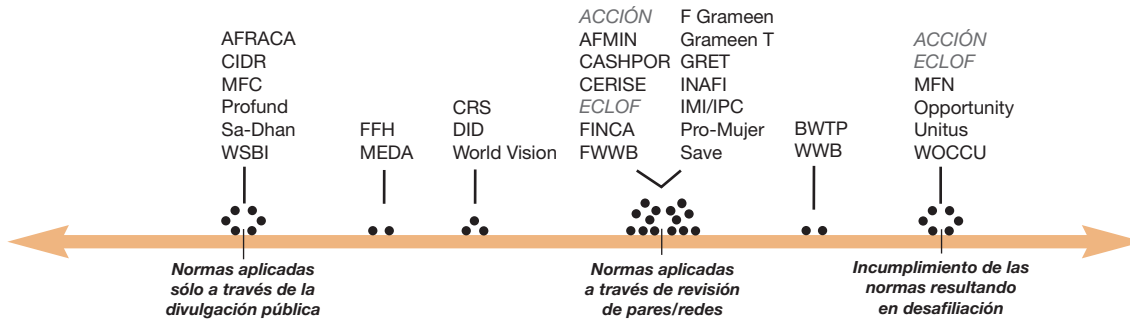 AFRACA
CIDR
MFC
Profund
Sa-Dhan
WSBI
FFH
MEDA
CRS
DID
World Vision
ACCIÓN
AFMIN
CASHPOR
CERISE
ECLOF
FINCA
FWWB
F Grameen
Grameen T
GRET
INAFI
IMI/IPC
Pro-Mujer
Save
BWTP
WWB
ACCIÓN
ECLOF
MFN
Opportunity
Unitus
WOCCU
Normas aplicadas
sólo a través de la
divulgación pública
Normas aplicadas
a través de revisión
de pares/redes
Incumplimiento de las
normas resultando
en desafiliación